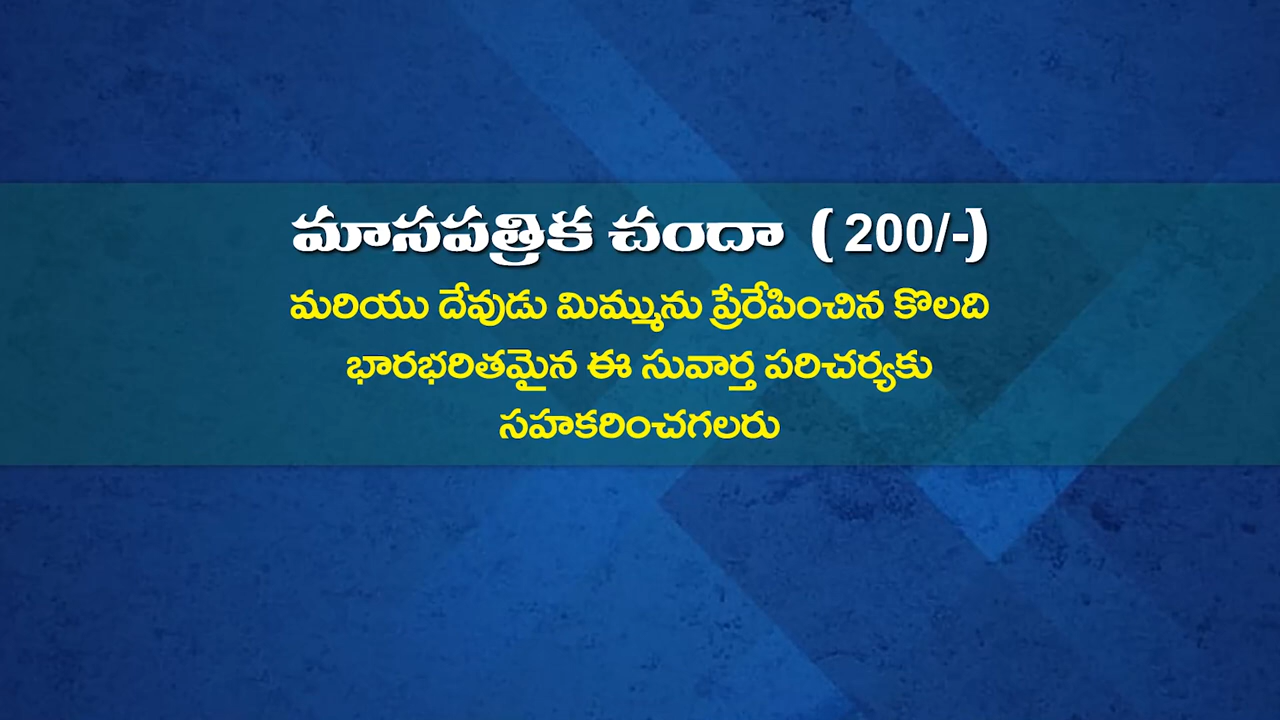 మాసపత్రిక చందా ( 200/-)
మరియు దేవుడు మిమ్మును ప్రేరేపించిన కొలది
భారభరితమైన ఈ సువార్త పరిచర్యకు
సహకరించగలరు